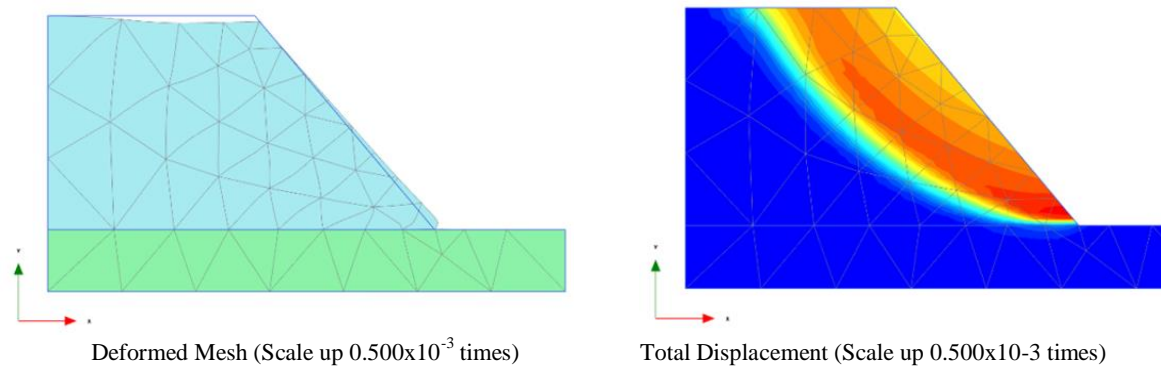 Y
x
Y
x
Deformed Mesh (Scale up 0.500x10-3 times)
Total Displacement (Scale up 0.500x10-3 times)